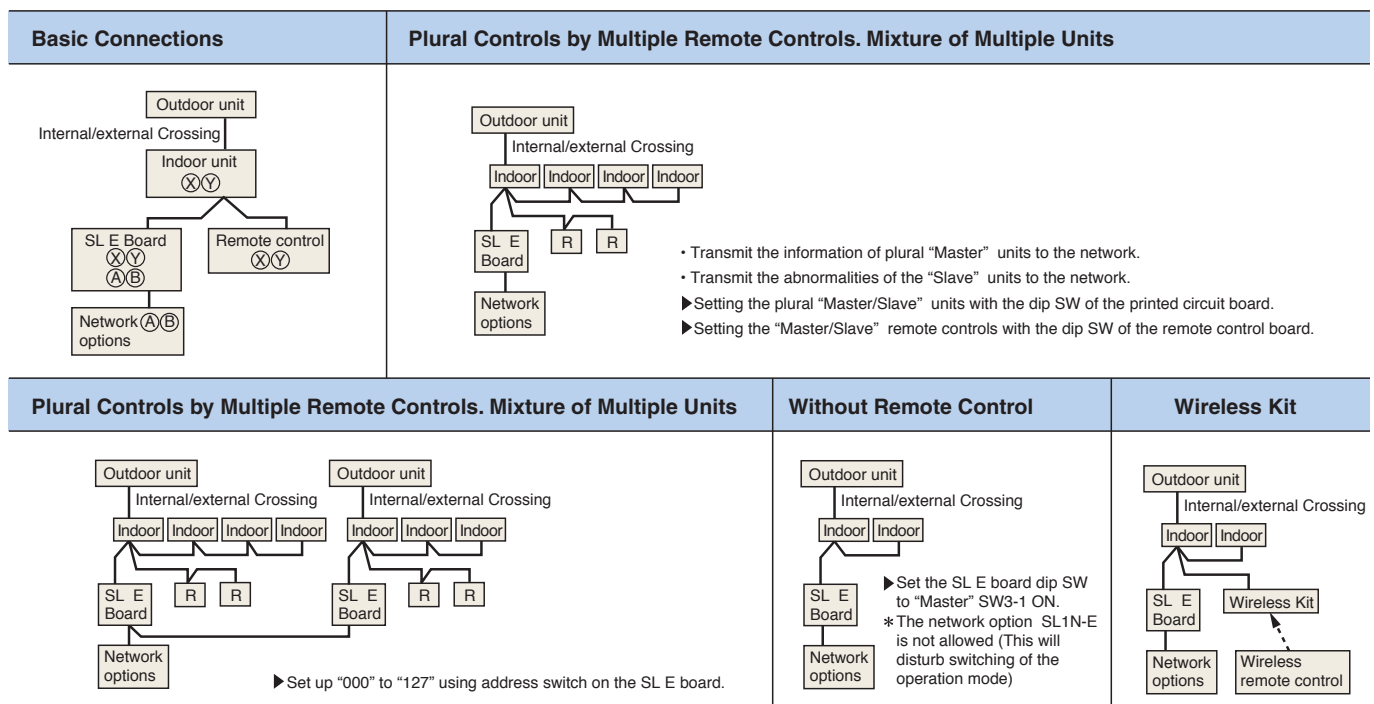 Basic Connections
Outdoor unit
Internal/external Crossing
Indoor unit
ⓍⓎ
SL E Board
ⓍⓎ
ⒶⒷ
Remote control
ⓍⓎ
Network ⒶⒷ
options
Plural Controls by Multiple Remote Controls. Mixture of Multiple Units
Outdoor unit
Internal/external Crossing
Indoor Indoor Indoor Indoor
SL E
Board
R R
Network
options
・Transmit the information of plural “Master” units to the network.
・Transmit the abnormalities of the “Slave” units to the network.
▶Setting the plural “Master/Slave” units with the dip SW of the printed circuit board.
▶Setting the “Master/Slave” remote controls with the dip SW of the remote control board.
Plural Controls by Multiple Remote Controls. Mixture of Multiple Units
Outdoor unit
Internal/external Crossing
Indoor Indoor Indoor Indoor
SL E
Board
R R
Network
options
Outdoor unit
Internal/external Crossing
Indoor Indoor Indoor
SL E
Board
R R
▶Set up “000” to “127” using address switch on the SL E board.
Without Remote Control
Outdoor unit
Internal/external Crossing
Indoor Indoor
SL E
Board
Network
options
▶Set the SL E board dip SW
to “Master” SW3-1 ON.
＊The network option SL1N-E
is not allowed (This will
disturb switching of the
operation mode)
Wireless Kit
Outdoor unit
Internal/external Crossing
Indoor Indoor
SL E
Board
Wireless Kit
Network
options
Wireless
remote control